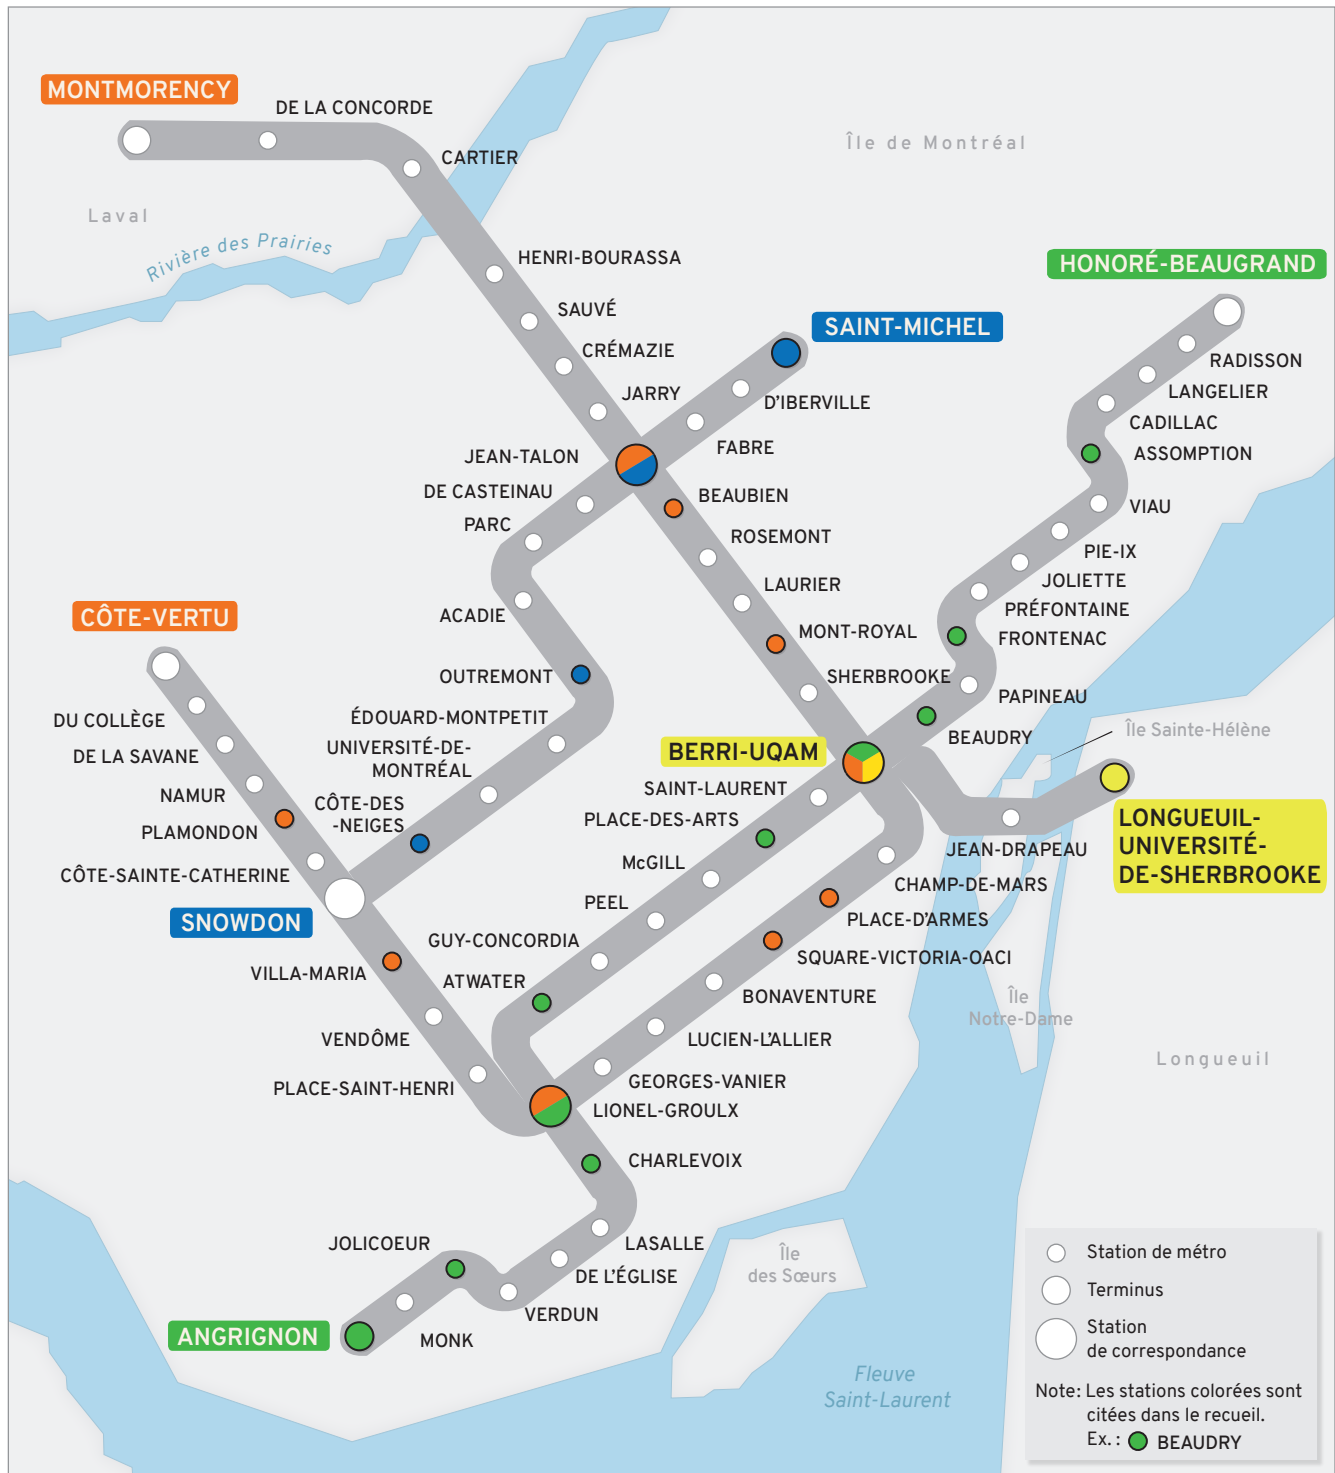 MONTMORENCY
DE LA CONCORDE
CARTIER
Île de Montréal
Laval
Rivière des Prairies
HENRI-BOURASSA
HONORÉ-BEAUGRAND
SAUVÉ
SAINT-MICHEL
CRÉMAZIE
RADISSON
JARRY
LANGELIER
D'IBERVILLE
CADILLAC
FABRE
ASSOMPTION
JEAN-TALON
DE CASTEINAU
BEAUBIEN
VIAU
PARC
ROSEMONT
PIE-IX
LAURIER
JOLIETTE
PRÉFONTAINE
CÔTE-VERTU
ACADIE
MONT-ROYAL
FRONTENAC
OUTREMONT
SHERBROOKE
PAPINEAU
DU COLLÈGE
ÉDOUARD-MONTPETIT
Île Sainte-Hélène
BEAUDRY
DE LA SAVANE
UNIVERSITÉ-DE-
MONTRÉAL
BERRI-UQAM
NAMUR
SAINT-LAURENT
CÔTE-DES
-NEIGES
PLACE-DES-ARTS
LONGUEUIL-
UNIVERSITÉ-
DE-SHERBROOKE
PLAMONDON
JEAN-DRAPEAU
McGILL
CÔTE-SAINTE-CATHERINE
CHAMP-DE-MARS
PEEL
SNOWDON
PLACE-D'ARMES
GUY-CONCORDIA
SQUARE-VICTORIA-OACI
VILLA-MARIA
ATWATER
BONAVENTURE
Île
Notre-Dame
VENDÔME
LUCIEN-L'ALLIER
Longueuil
PLACE-SAINT-HENRI
GEORGES-VANIER
LIONEL-GROULX
CHARLEVOIX
JOLICOEUR
LASALLE
Île
des Sœurs
DE L'ÉGLISE
VERDUN
ANGRIGNON
MONK
Fleuve
Saint-Laurent
Station de métro
Terminus
Station
de correspondance
Note: Les stations colorées sont
citées dans le recueil.
Ex. : BEAUDRY